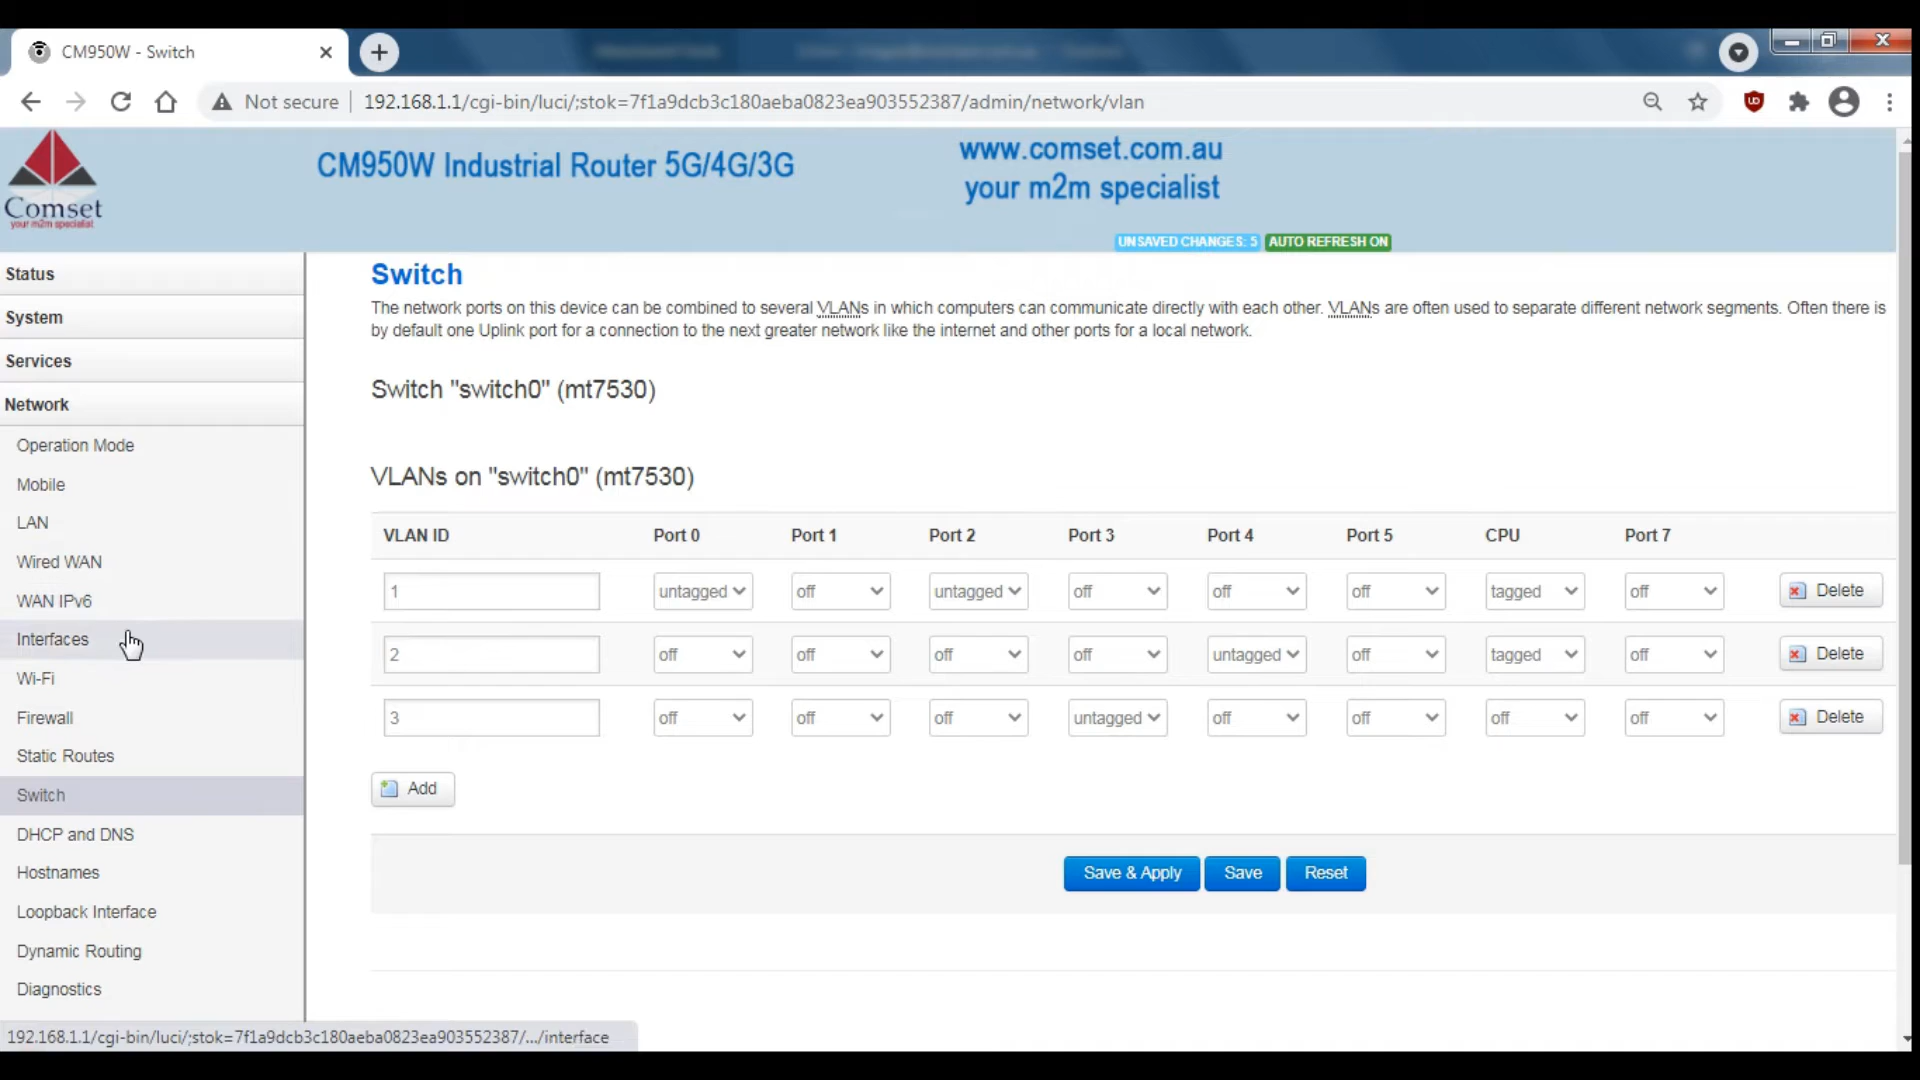 CM950W - Switch
Not secure
192.168.1.1/cgi-bin/luci/;stok=7f1a9dcb3c180aeba0823ea903552387/admin/network/vlan
Comset
your m2m specialist
CM950W Industrial Router 5G/4G/3G
www.comset.com.au
your m2m specialist
UNSAVED CHANGES: 5
AUTO REFRESH ON
Status
System
Services
Network
Operation Mode
Mobile
LAN
Wired WAN
WAN IPv6
Interfaces
Wi-Fi
Firewall
Static Routes
Switch
DHCP and DNS
Hostnames
Loopback Interface
Dynamic Routing
Diagnostics
Switch
The network ports on this device can be combined to several VLANs in which computers can communicate directly with each other. VLANs are often used to separate different network segments. Often there is
by default one Uplink port for a connection to the next greater network like the internet and other ports for a local network.
Switch "switch0" (mt7530)
VLANs on "switch0" (mt7530)
VLAN ID Port 0 Port 1 Port 2 Port 3 Port 4 Port 5 CPU Port 7
1 untagged off untagged off off off tagged off Delete
2 off off off off untagged off tagged off Delete
3 off off off untagged off off off off Delete
Add
Save & Apply Save Reset
192.168.1.1/cgi-bin/luci/;stok=7f1a9dcb3c180aeba0823ea903552387/.../interface